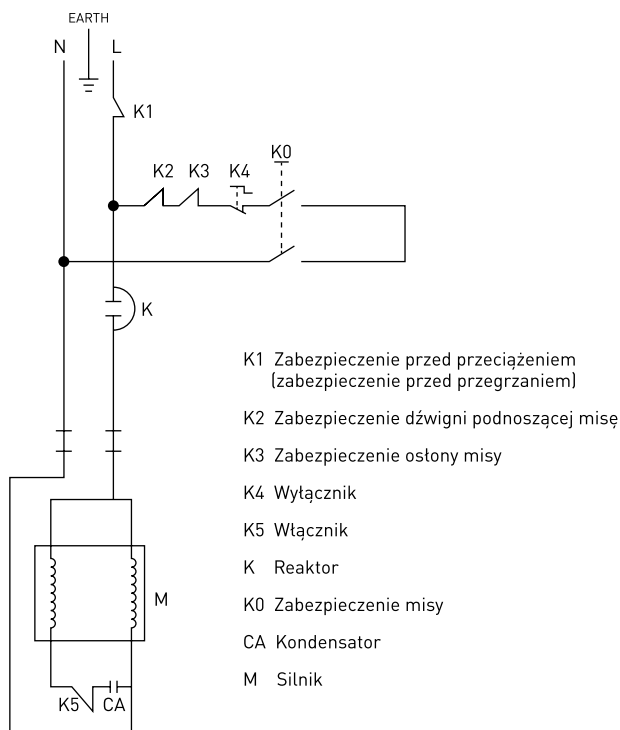 EARTH
N
L
K1
K2
K3
K4
K0
K
M
K5
CA
K1 Zabezpieczenie przed przeciążeniem
(zabezpieczenie przed przegrzaniem)
K2 Zabezpieczenie dźwigni podnoszącej misę
K3 Zabezpieczenie osłony misy
K4 Wyłącznik
K5 Włącznik
K Reaktor
K0 Zabezpieczenie misy
CA Kondensator
M Silnik